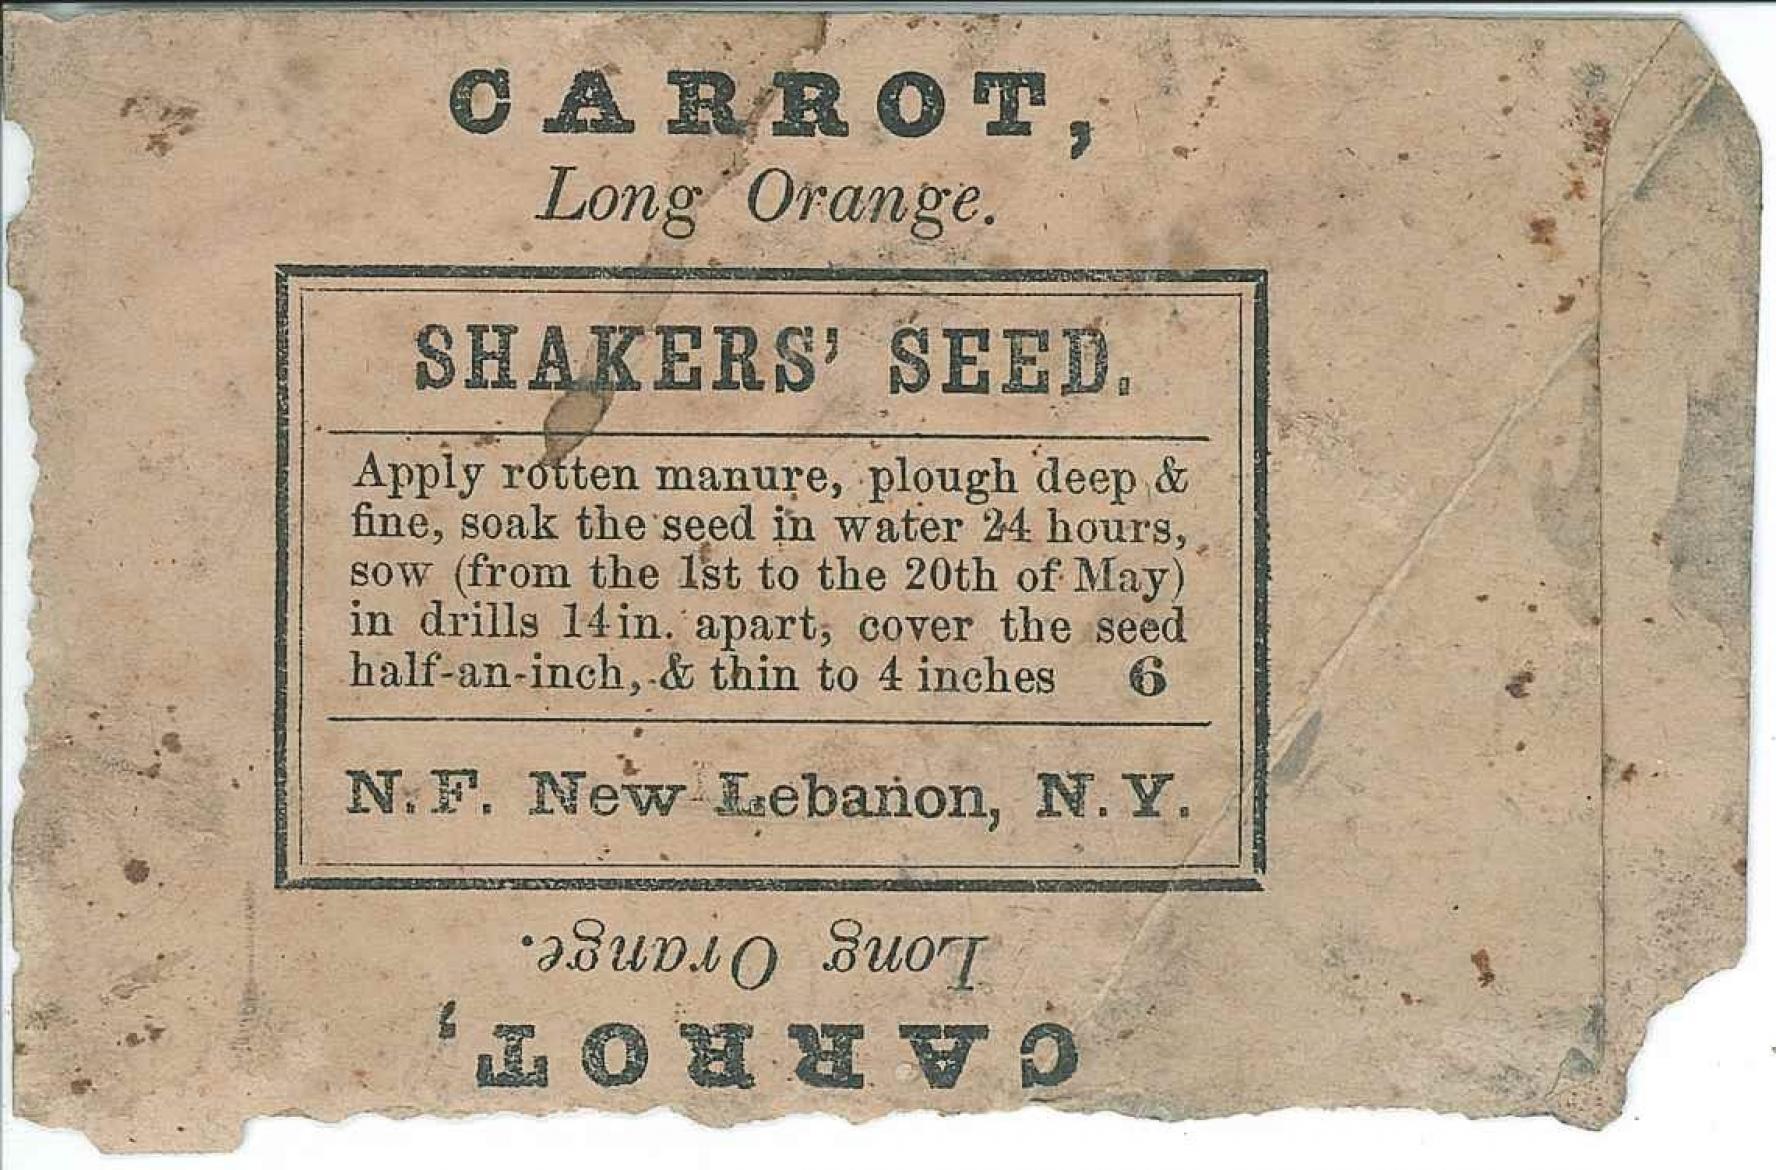 CARROT,
Long Orange.
SHAKERS' SEED.
Apply rotten manure, plough deep &
fine, soak the seed in water 24 hours,
sow (from the 1st to the 20th of May)
in drills 14in. apart, cover the seed
half-an-inch, & thin to 4 inches 6
N.F. New Lebanon, N.Y.
Long Orange.
CARROT,